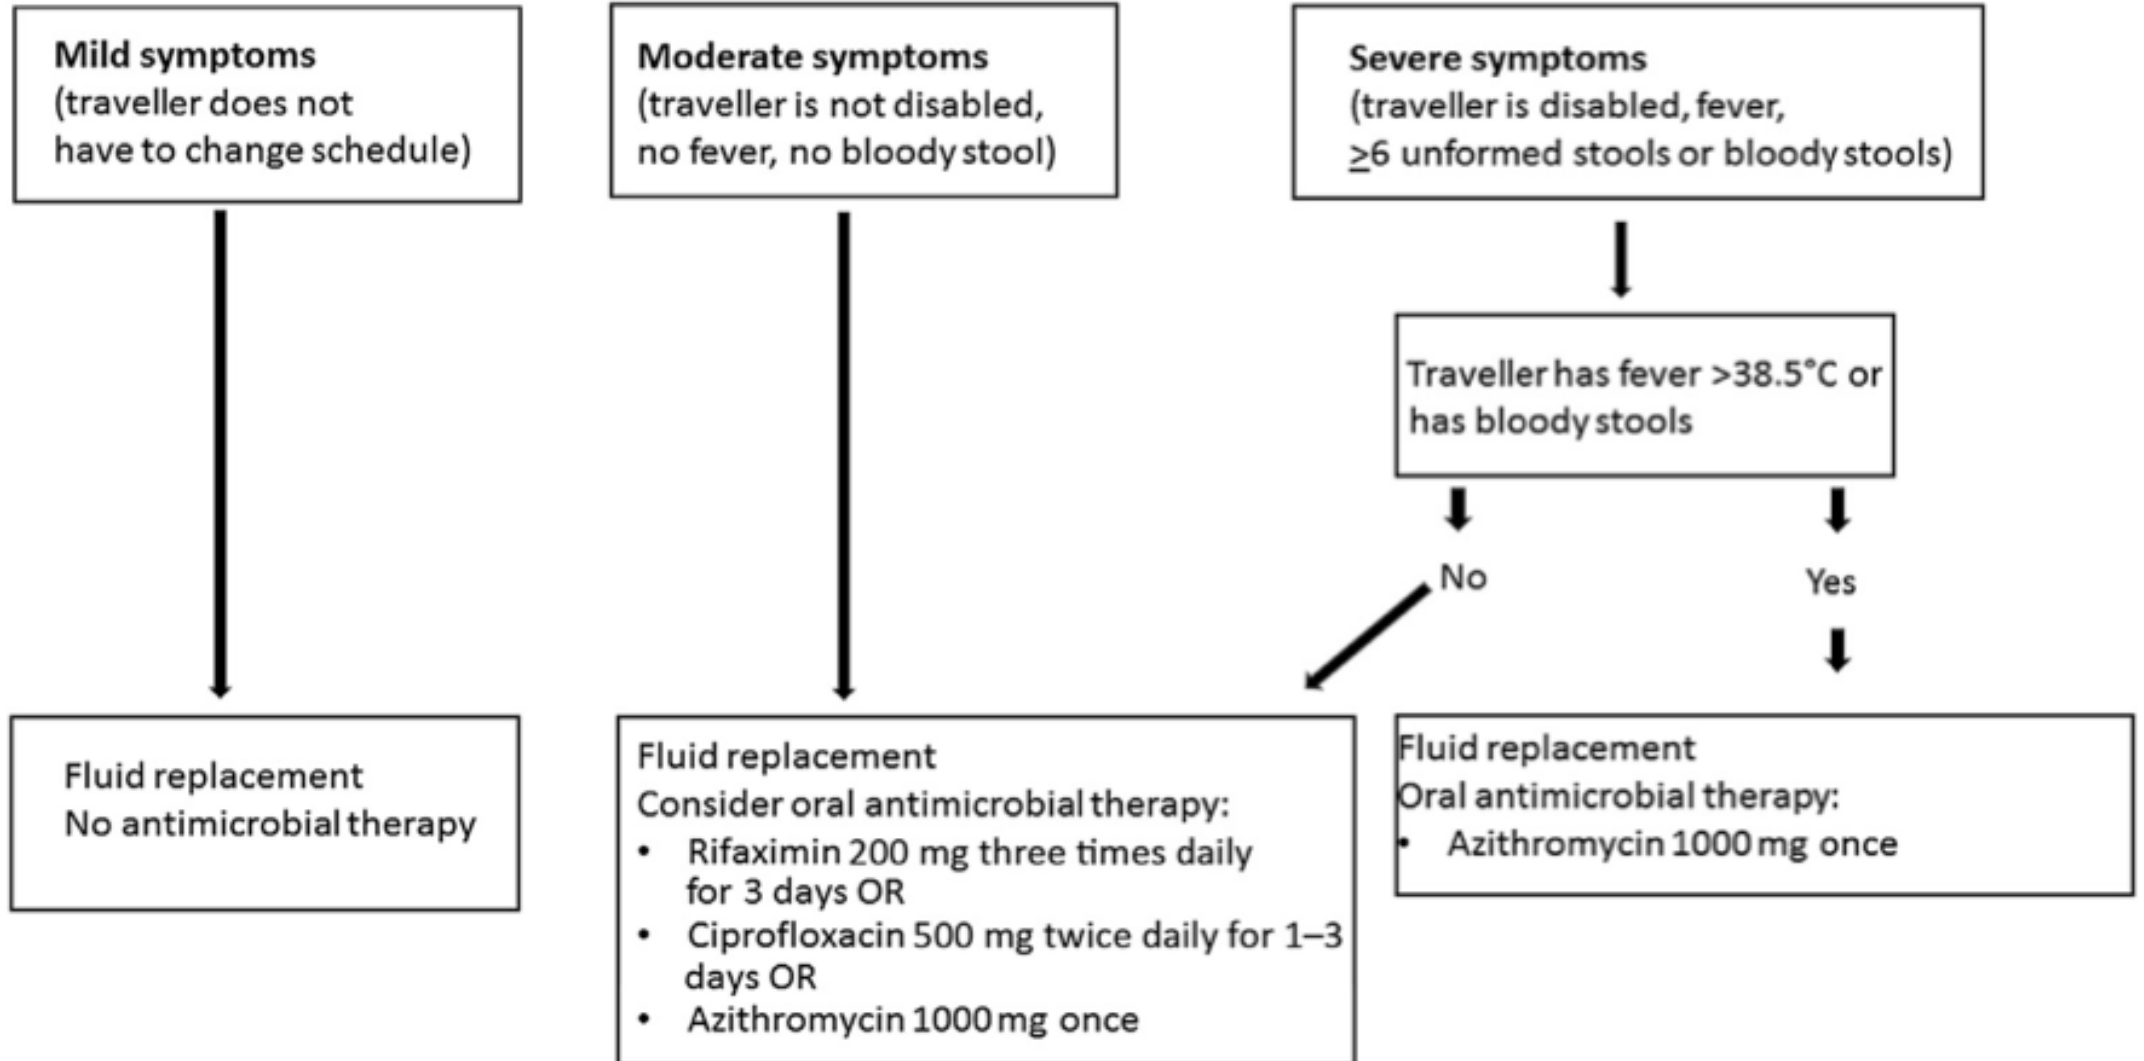 Mild symptoms
(traveller does not
have to change schedule)
Moderate symptoms
(traveller is not disabled,
no fever, no bloody stool)
Severe symptoms
(traveller is disabled, fever,
≥6 unformed stools or bloody stools)
Traveller has fever >38.5°C or
has bloody stools
No
Yes
Fluid replacement
No antimicrobial therapy
Fluid replacement
Consider oral antimicrobial therapy:
• Rifaximin 200 mg three times daily
for 3 days OR
• Ciprofloxacin 500 mg twice daily for 1–3
days OR
• Azithromycin 1000 mg once
Fluid replacement
Oral antimicrobial therapy:
• Azithromycin 1000 mg once